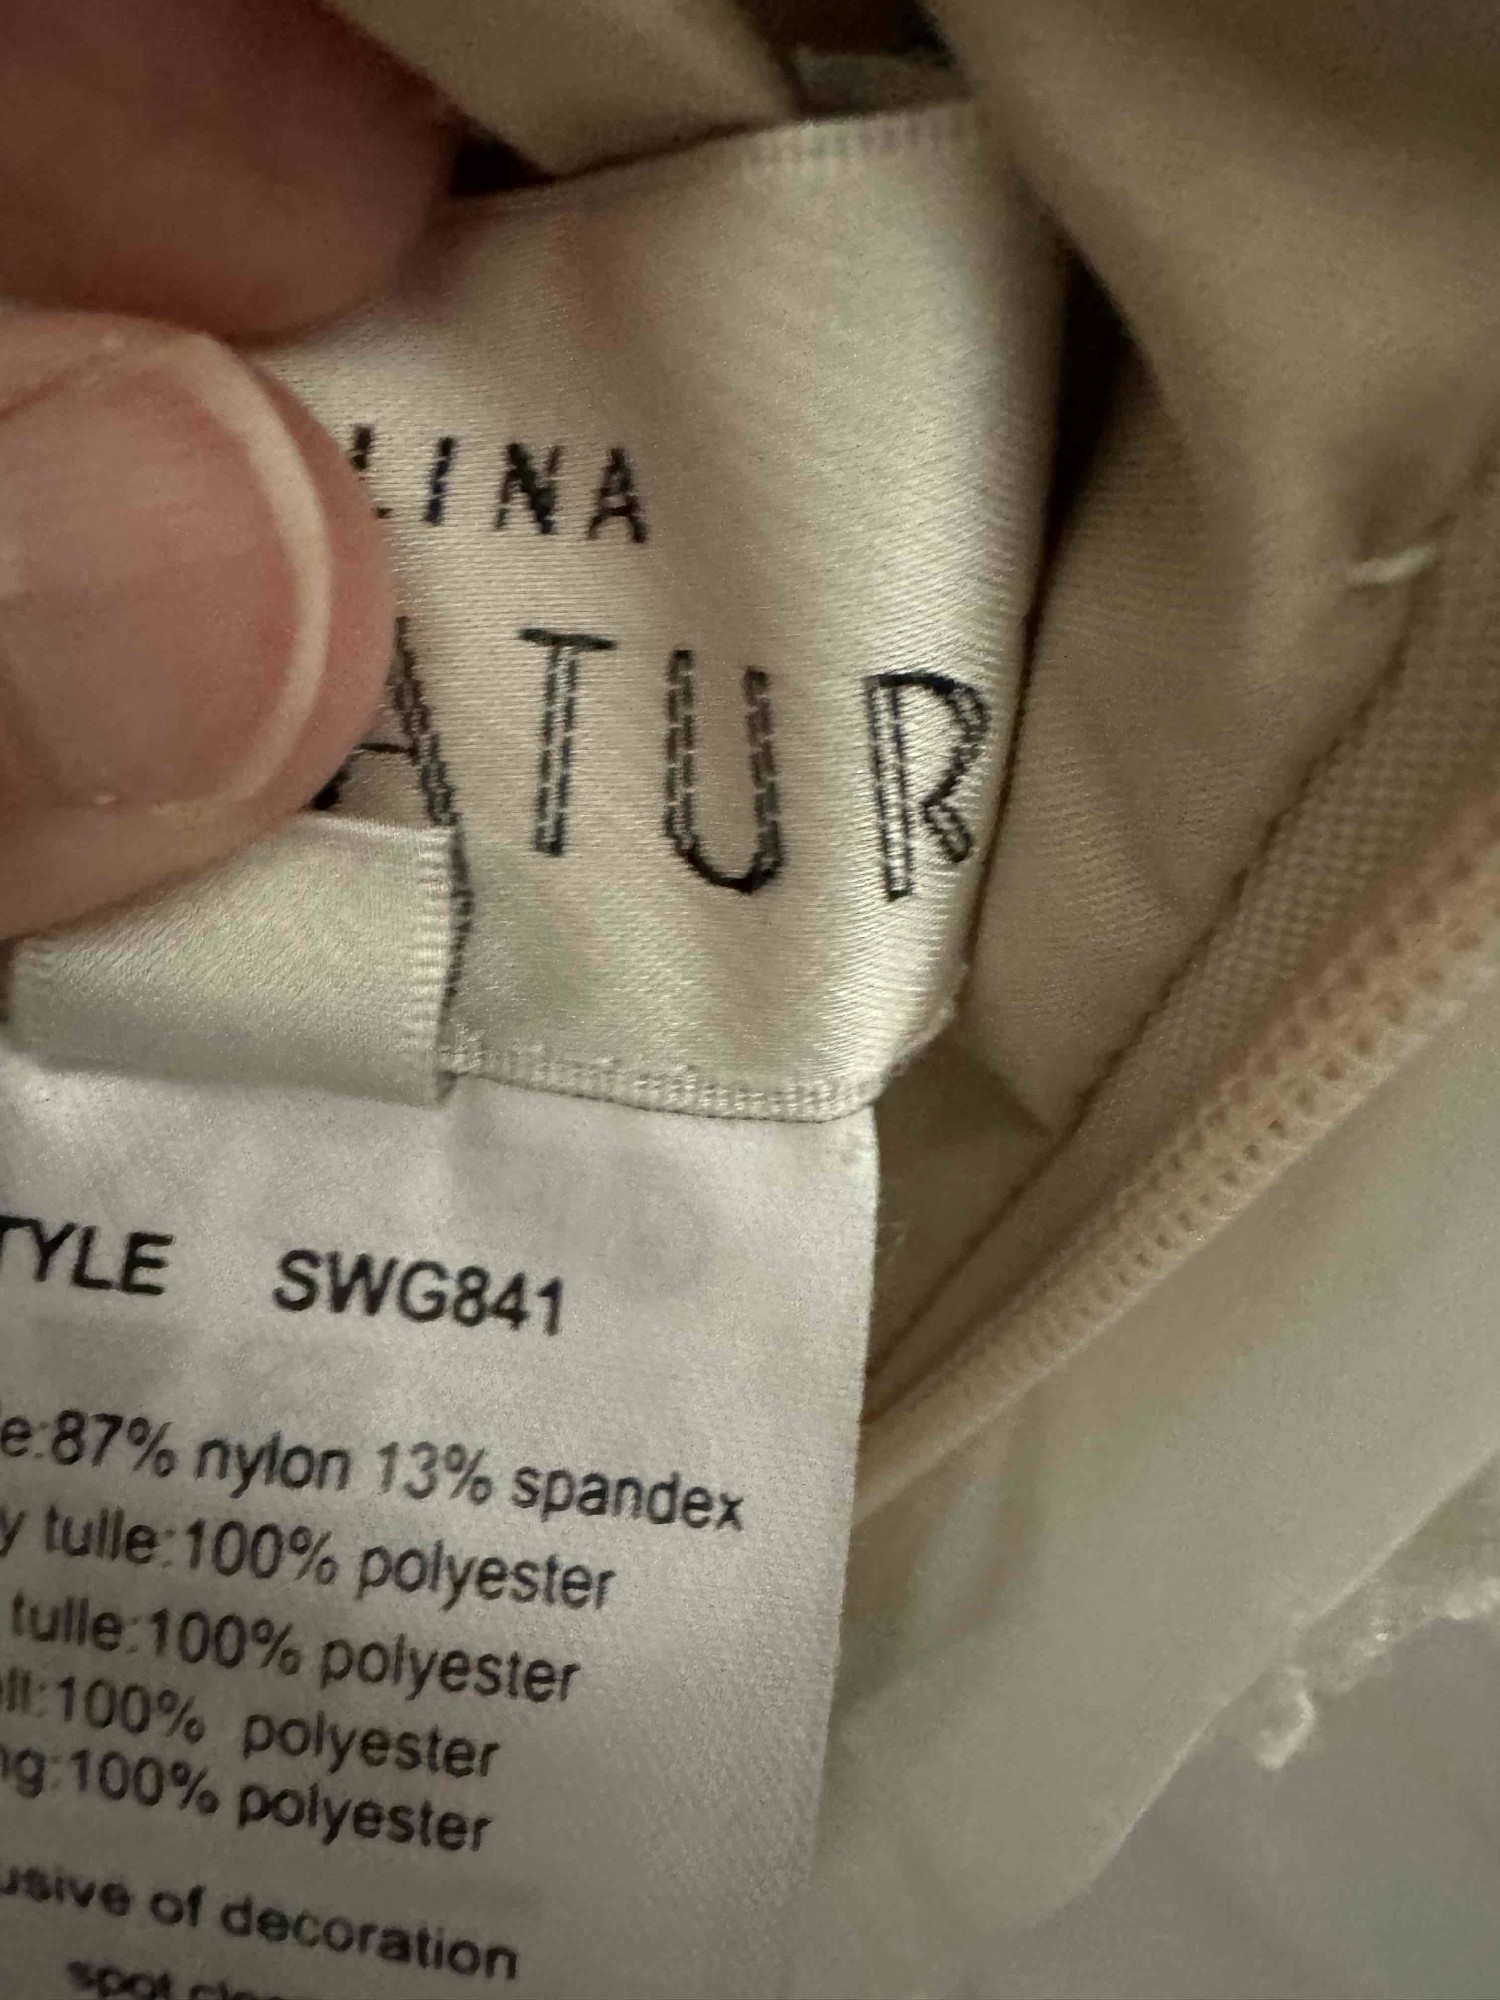 LINA
ATUR
TYLE SWG841
e:87% nylon 13% spandex
y tulle:100% polyester
tulle:100% polyester
ll:100% polyester
ng:100% polyester
usive of decoration
spot